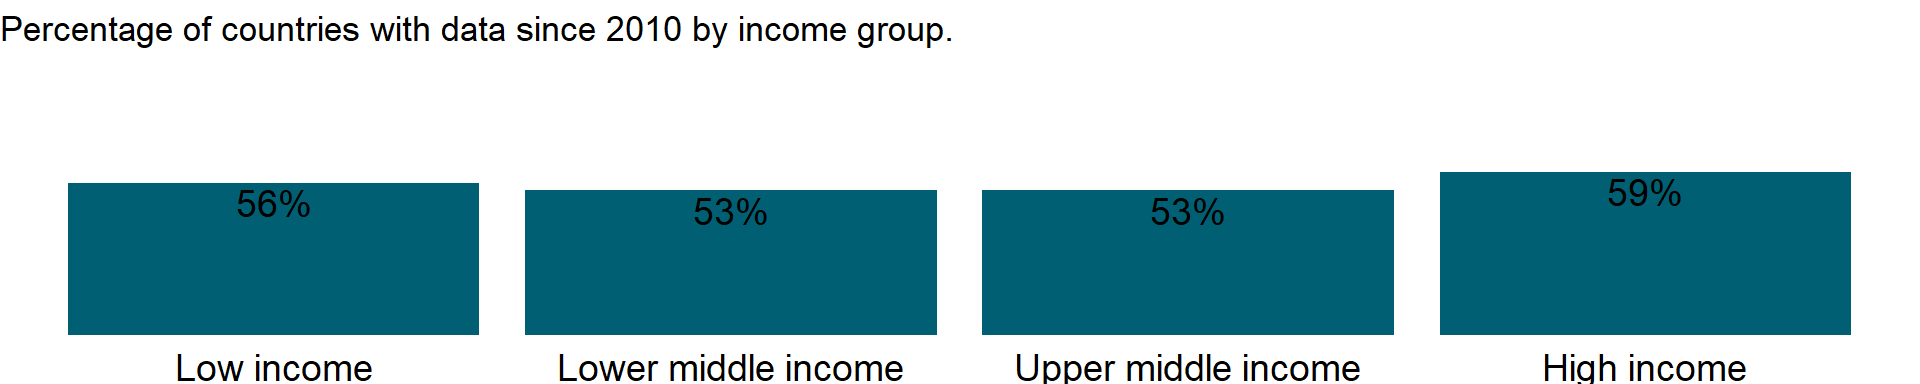 Percentage of countries with data since 2010 by income group.
56% 53% 53% 59%
Low income Lower middle income Upper middle income High income